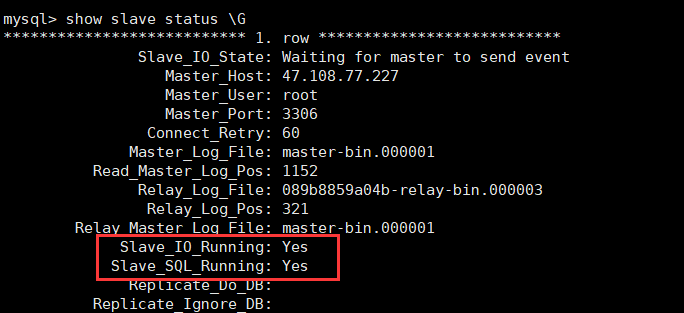 mysql> show slave status \G
*************************** 1. row ***************************
Slave_IO_State: Waiting for master to send event
Master_Host: 47.108.77.227
Master_User: root
Master_Port: 3306
Connect_Retry: 60
Master_Log_File: master-bin.000001
Read_Master_Log_Pos: 1152
Relay_Log_File: 089b8859a04b-relay-bin.000003
Relay_Log_Pos: 321
Relay_Master_Log_File: master-bin.000001
Slave_IO_Running: Yes
Slave_SQL_Running: Yes
Replicate_Do_DB:
Replicate_Ignore_DB: